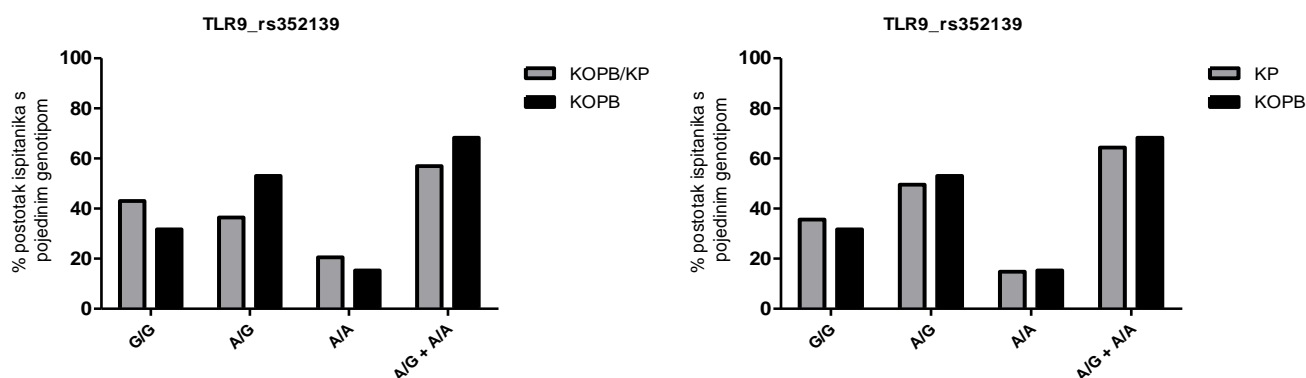 TLR9_rs352139
% postotak ispitanika s
pojedinim genotipom
100
80
60
40
20
0
G/G
A/G
A/A
A/G + A/A
KOPB/KP
KOPB
TLR9_rs352139
% postotak ispitanika s
pojedinim genotipom
100
80
60
40
20
0
G/G
A/G
A/A
A/G + A/A
KP
KOPB